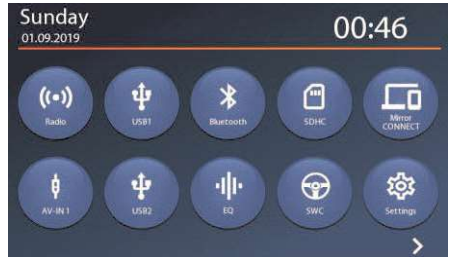 Sunday
01.09.2019
00:46
Radio
USB1
Bluetooth
SDHC
Mirror
CONNECT
AV-IN 1
USB2
EQ
SWC
Settings